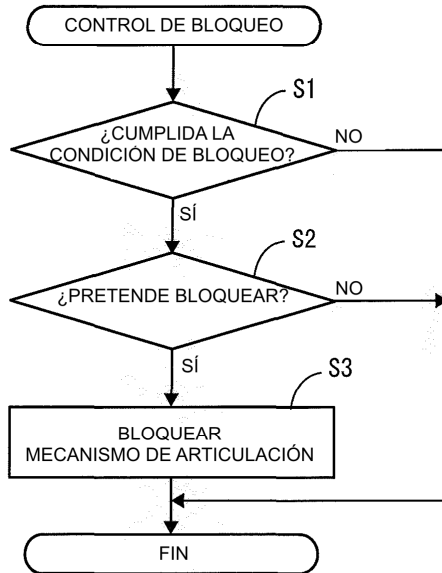 CONTROL DE BLOQUEO
S1
¿CUMPLIDA LA
CONDICIÓN DE BLOQUEO?
NO
SÍ
S2
¿PRETENDE BLOQUEAR?
NO
SÍ
S3
BLOQUEAR
MECANISMO DE ARTICULACIÓN
FIN